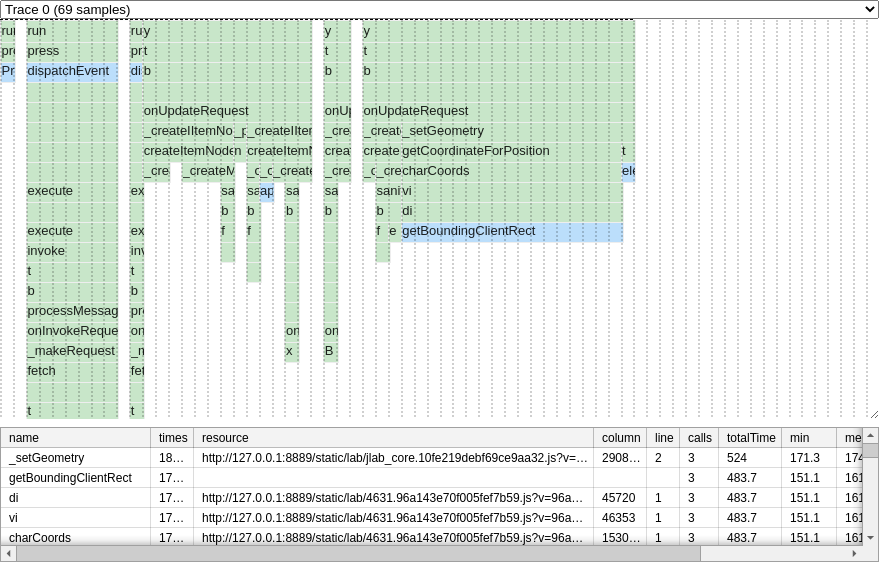 Trace 0 (69 samples)
run run ru y y y
pre press pr t t t
Pr dispatchEvent di b b b
onUpdateRequest onUp onUpdateRequest
_createIItemNo _p _createIIter _crea _create _setGeometry
createItemNode n createItemN creat create getCoordinateForPosition t
_cre _createM _c _c _create _crea _c _cre charCoords ele
execute ex sa sa ap sa sa sani vi
b b b b b di
execute ex f f f e getBoundingClientRect
invoke inv
t t
b b
processMessag pro
onInvokeReque on on on
_makeRequest _m x B
fetch fet
t t
name times resource column line calls totalTime min me
_setGeometry 18… http://127.0.0.1:8889/static/lab/jlab_core.10fe219debf69ce9aa32.js?v=… 2908… 2 3 524 171.3 174
getBoundingClientRect 17… 3 483.7 151.1 161
di 17… http://127.0.0.1:8889/static/lab/4631.96a143e70f005fef7b59.js?v=96a… 45720 1 3 483.7 151.1 161
vi 17… http://127.0.0.1:8889/static/lab/4631.96a143e70f005fef7b59.js?v=96a… 46353 1 3 483.7 151.1 161
charCoords 17… http://127.0.0.1:8889/static/lab/4631.96a143e70f005fef7b59.js?v=96a… 1530… 1 3 483.7 151.1 161